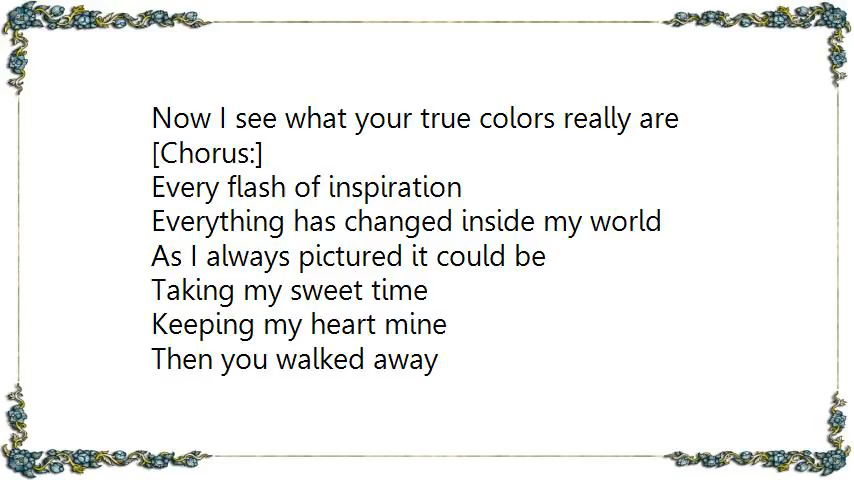 Now I see what your true colors really are
[Chorus:]
Every flash of inspiration
Everything has changed inside my world
As I always pictured it could be
Taking my sweet time
Keeping my heart mine
Then you walked away